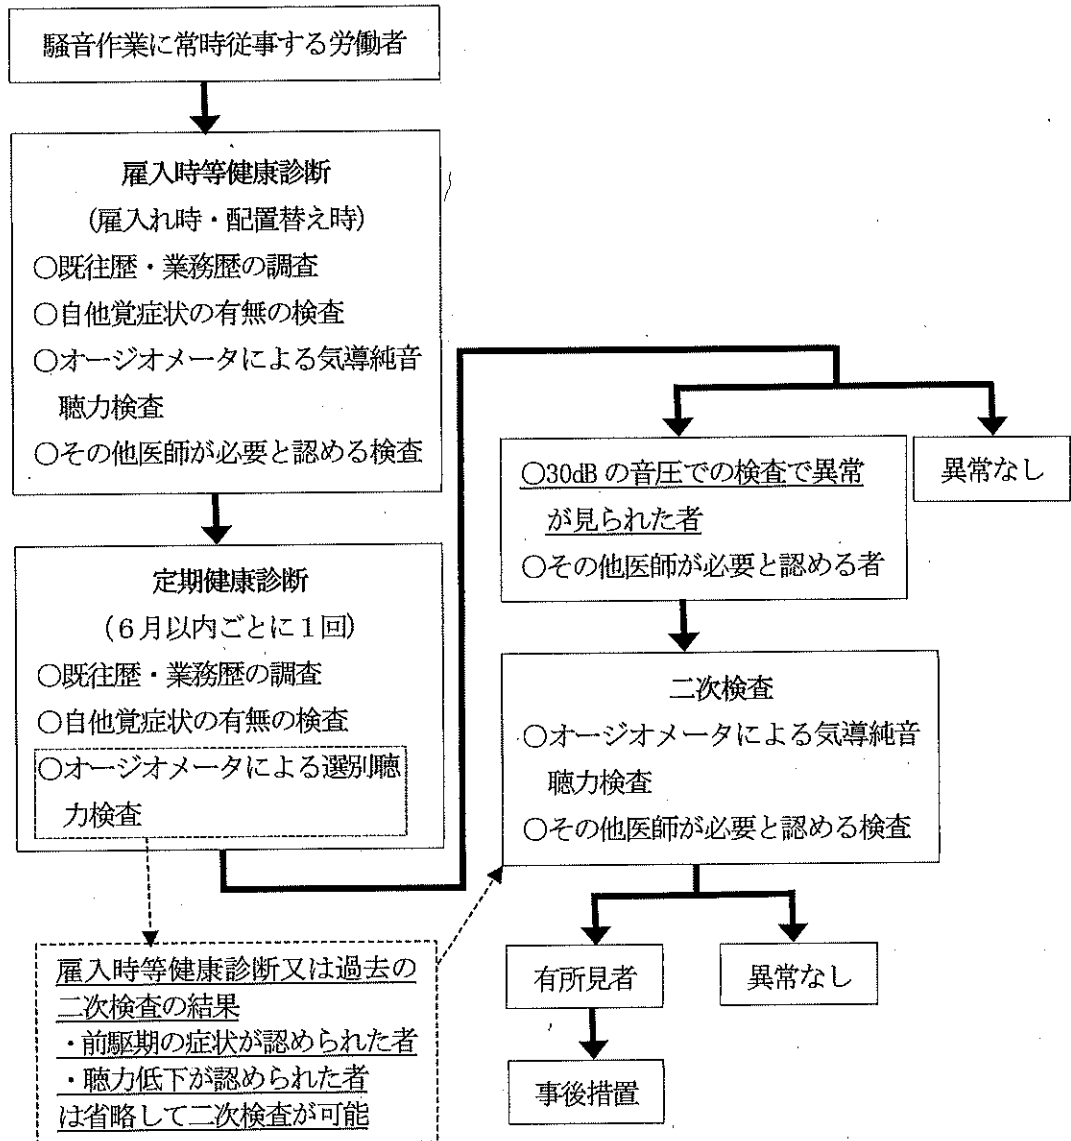 騒音作業に常時従事する労働者
雇入時等健康診断
(雇入れ時・配置替え時)
○既往歴・業務歴の調査
○自他覚症状の有無の検査
○オージオメータによる気導純音
聴力検査
○その他医師が必要と認める検査
定期健康診断
(6月以内ごとに1回)
○既往歴・業務歴の調査
○自他覚症状の有無の検査
○オージオメータによる選別聴
力検査
雇入時等健康診断又は過去の
二次検査の結果
・前駆期の症状が認められた者
・聴力低下が認められた者
は省略して二次検査が可能
○30dBの音圧での検査で異常
が見られた者
○その他医師が必要と認める者
異常なし
二次検査
○オージオメータによる気導純音
聴力検査
○その他医師が必要と認める検査
有所見者
異常なし
事後措置